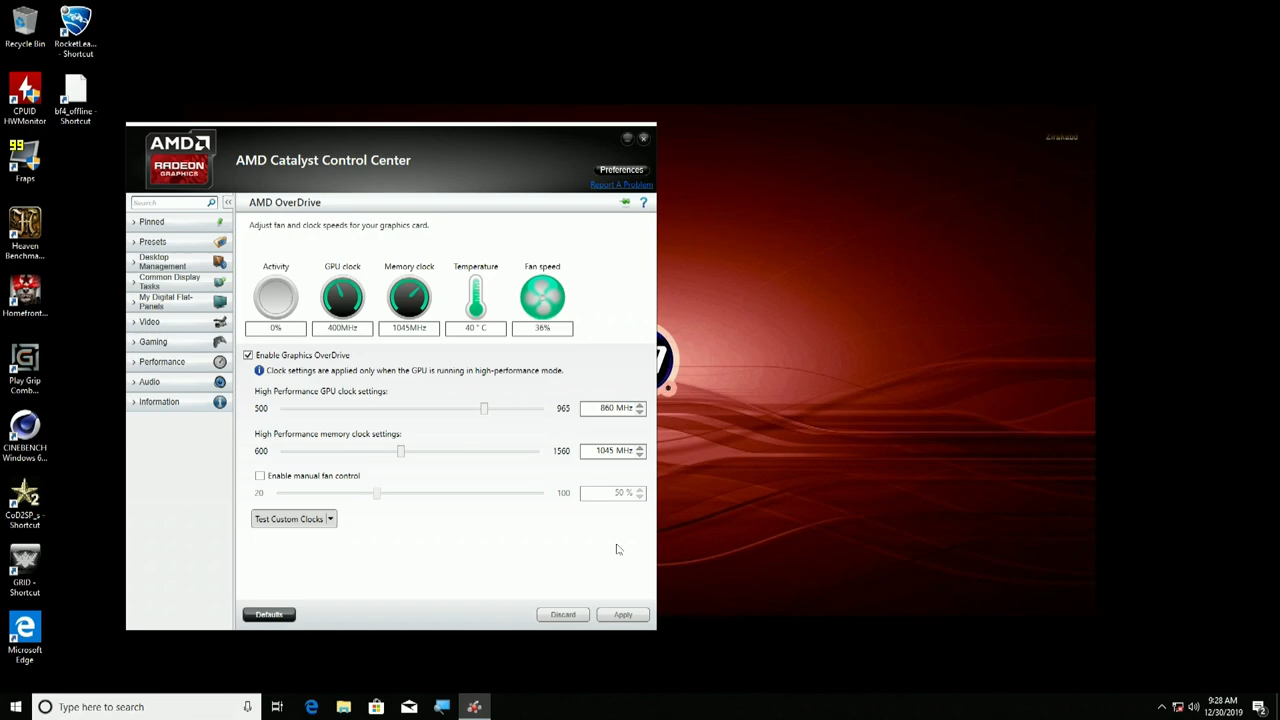 Recycle Bin
RocketLea...
- Shortcut
CPUID
HWMonitor
bf4_offline -
Shortcut
99
Fraps
Heaven
Benchmar...
Homefront...
Play Grip
Comb...
CINEBENCH
Windows 6...
2
CoD2SP_s -
Shortcut
GRID -
Shortcut
Microsoft
Edge
AMD
RADEON
GRAPHICS
AMD Catalyst Control Center
Preferences
Report A Problem
Search
<<
Pinned
Presets
Desktop
Management
Common Display
Tasks
My Digital Flat-
Panels
Video
Gaming
Performance
Audio
Information
AMD OverDrive
?
Adjust fan and clock speeds for your graphics card.
Activity GPU clock Memory clock Temperature Fan speed
0% 400MHz 1045MHz 40 ° C 36%
Enable Graphics OverDrive
Clock settings are applied only when the GPU is running in high-performance mode.
High Performance GPU clock settings:
500 965 860 MHz
High Performance memory clock settings:
600 1560 1045 MHz
Enable manual fan control
20 100 50 %
Test Custom Clocks
Defaults Discard Apply
7
®
Type here to search
9:28 AM
12/30/2019
2